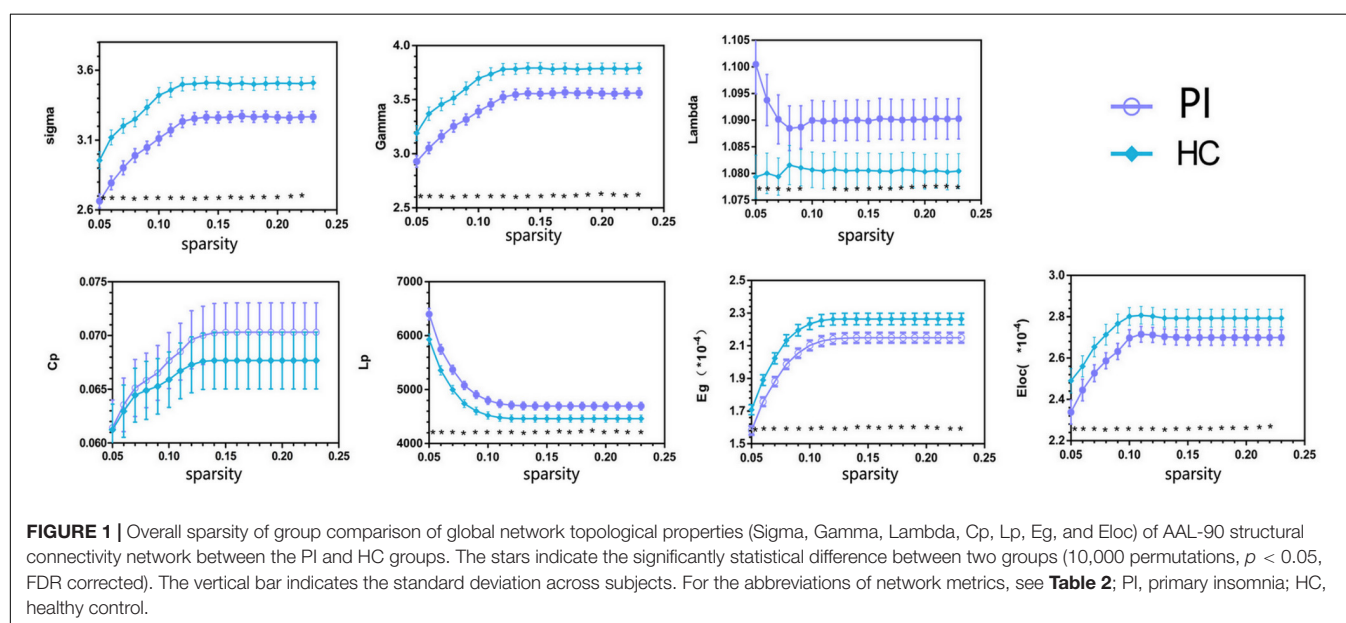 3.6
3.1
2.6
0.05
0.10
0.15
0.20
0.25
sigma
sparsity
* * * * * * * * * * * * * * * * * *
4.0
3.5
3.0
2.5
0.05
0.10
0.15
0.20
0.25
Gamma
sparsity
* * * * * * * * * * * * * * * * * * *
1.105
1.100
1.095
1.090
1.085
1.080
1.075
0.05
0.10
0.15
0.20
0.25
Lambda
sparsity
* * * * * * * * * * * * * * * * *
PI
HC
0.075
0.070
0.065
0.060
0.05
0.10
0.15
0.20
0.25
Cp
sparsity
7000
6000
5000
4000
0.05
0.10
0.15
0.20
0.25
Lp
sparsity
* * * * * * * * * * * * * * * * * * *
2.5
2.3
2.1
1.9
1.7
1.5
0.05
0.10
0.15
0.20
0.25
Eg (*10⁻⁴)
sparsity
* * * * * * * * * * * * * * * * * * *
3.0
2.8
2.6
2.4
2.2
0.05
0.10
0.15
0.20
0.25
Eloc( *10⁻⁴)
sparsity
* * * * * * * * * * * * * * * * * *
FIGURE 1 | Overall sparsity of group comparison of global network topological properties (Sigma, Gamma, Lambda, Cp, Lp, Eg, and Eloc) of AAL-90 structural
connectivity network between the PI and HC groups. The stars indicate the significantly statistical difference between two groups (10,000 permutations, p < 0.05,
FDR corrected). The vertical bar indicates the standard deviation across subjects. For the abbreviations of network metrics, see Table 2; PI, primary insomnia; HC,
healthy control.